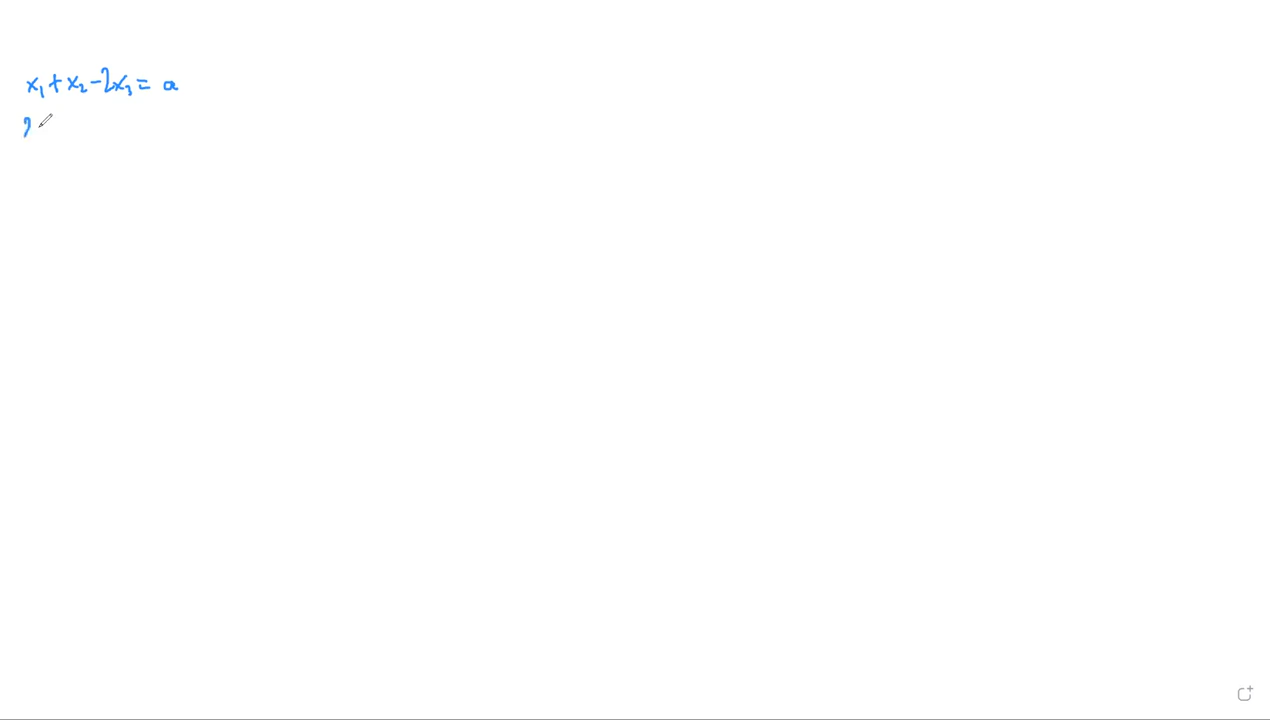 x₁ + x₂ - 2x₃ = a